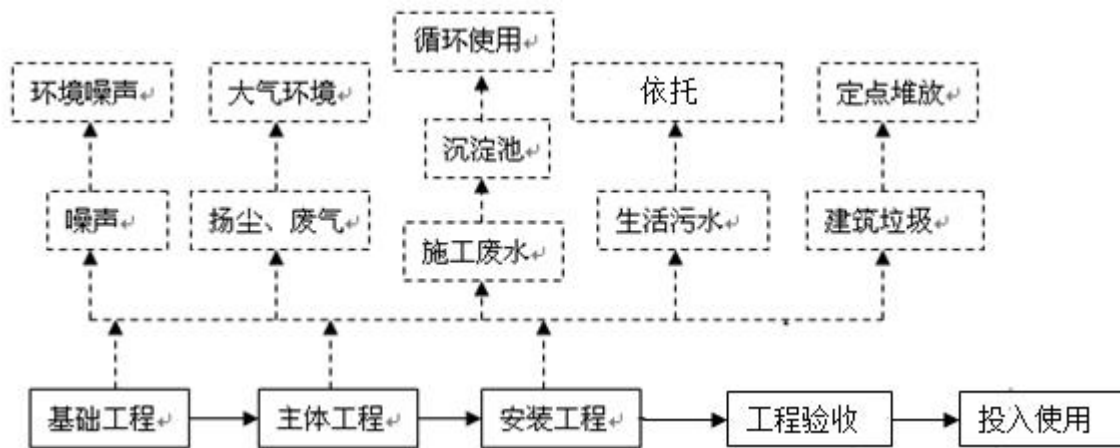 循环使用
环境噪声
大气环境
依托
定点堆放
沉淀池
噪声
扬尘、废气
施工废水
生活污水
建筑垃圾
基础工程
主体工程
安装工程
工程验收
投入使用